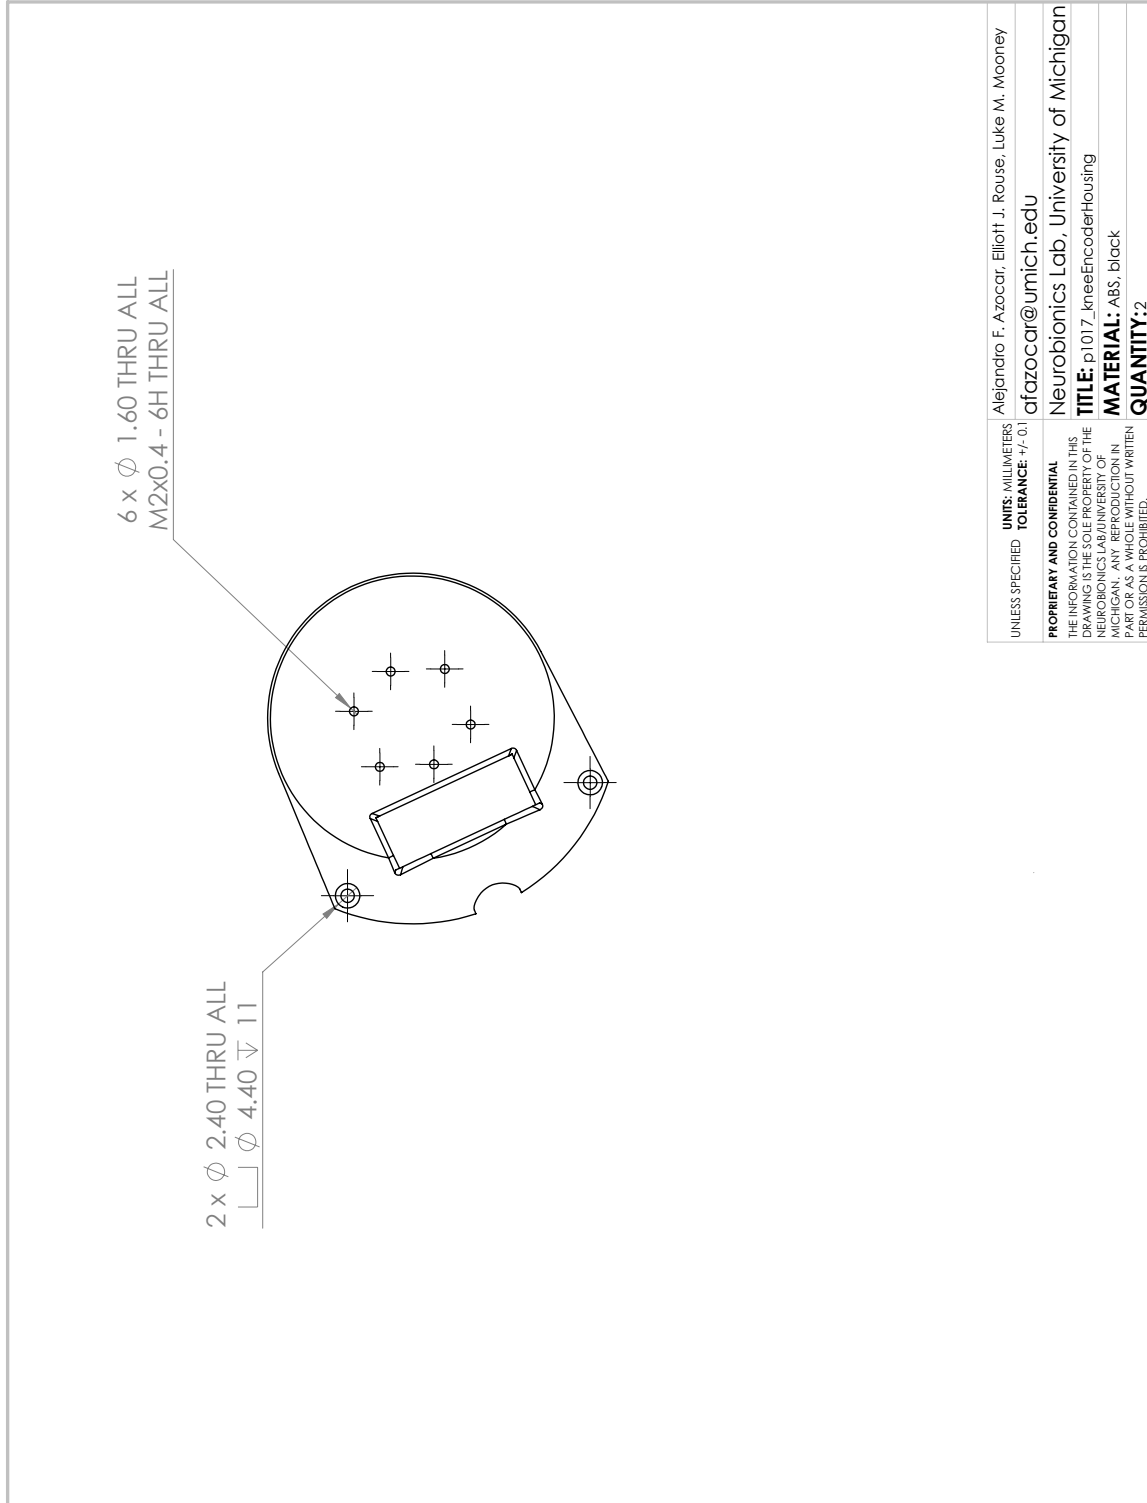 6 x ∅ 1.60 THRU ALL
M2x0.4 - 6H THRU ALL
2 x ∅ 2.40 THRU ALL
⌴ ∅ 4.40 ↧ 11
UNLESS SPECIFIED
UNITS: MILLIMETERS
TOLERANCE: +/- 0.1
PROPRIETARY AND CONFIDENTIAL
THE INFORMATION CONTAINED IN THIS
DRAWING IS THE SOLE PROPERTY OF THE
NEUROBIONICS LAB/UNIVERSITY OF
MICHIGAN. ANY REPRODUCTION IN
PART OR AS A WHOLE WITHOUT WRITTEN
PERMISSION IS PROHIBITED.
Alejandro F. Azocar, Elliott J. Rouse, Luke M. Mooney
afazocar@umich.edu
Neurobionics Lab, University of Michigan
TITLE: p1017_kneeEncoderHousing
MATERIAL: ABS, black
QUANTITY:2